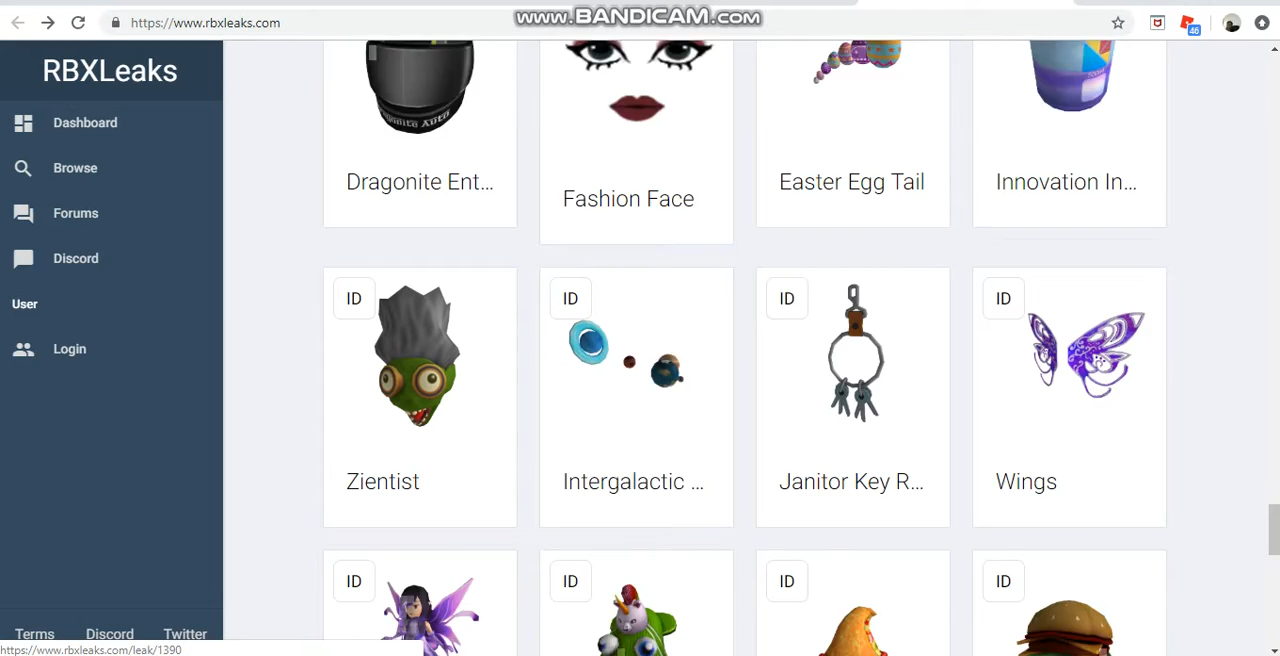 www.BANDICAM.com
https://www.rbxleaks.com
46
RBXLeaks
Dashboard
Browse
Forums
Discord
User
Login
Terms Discord Twitter
https://www.rbxleaks.com/leak/1390
Dragonite Ent...
Fashion Face
Easter Egg Tail
Innovation In...
ID
ID
ID
ID
Zientist
Intergalactic ...
Janitor Key R...
Wings
ID
ID
ID
ID